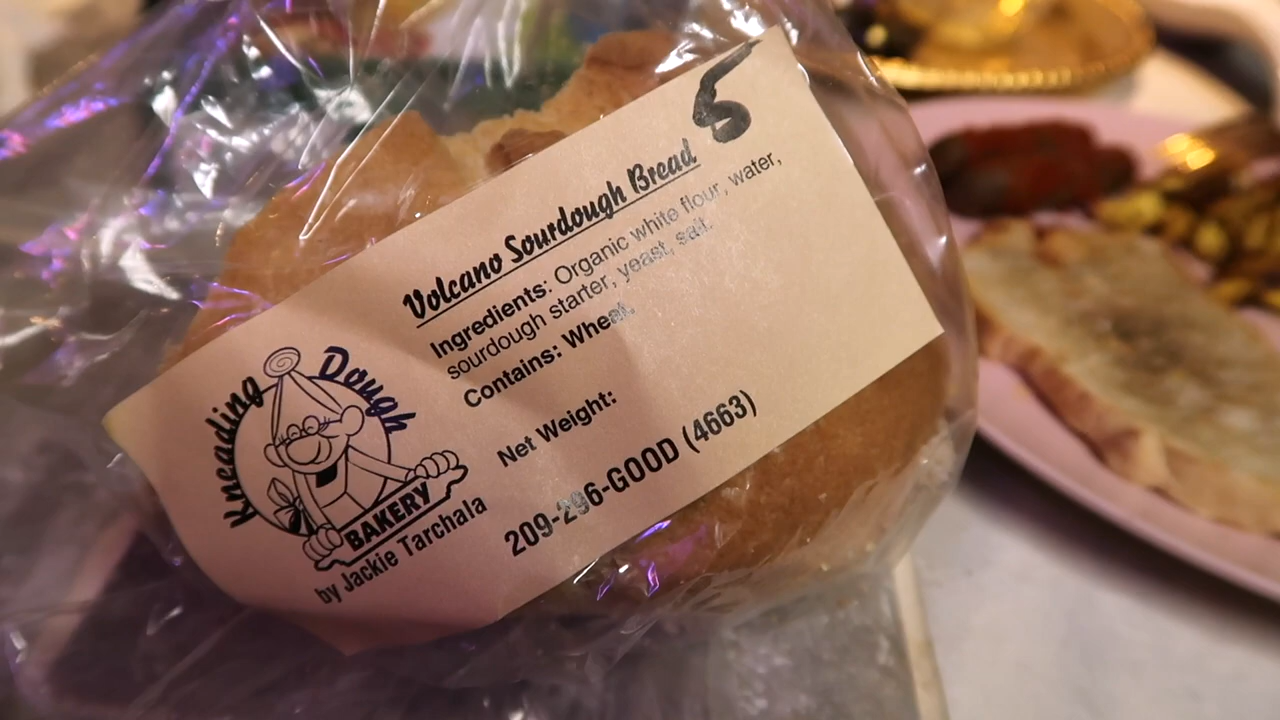 5
Volcano Sourdough Bread
Ingredients: Organic white flour, water,
sourdough starter, yeast, salt.
Contains: Wheat.
Net Weight:
209-296-GOOD (4663)
Kneading Dough
BAKERY
by Jackie Tarchala